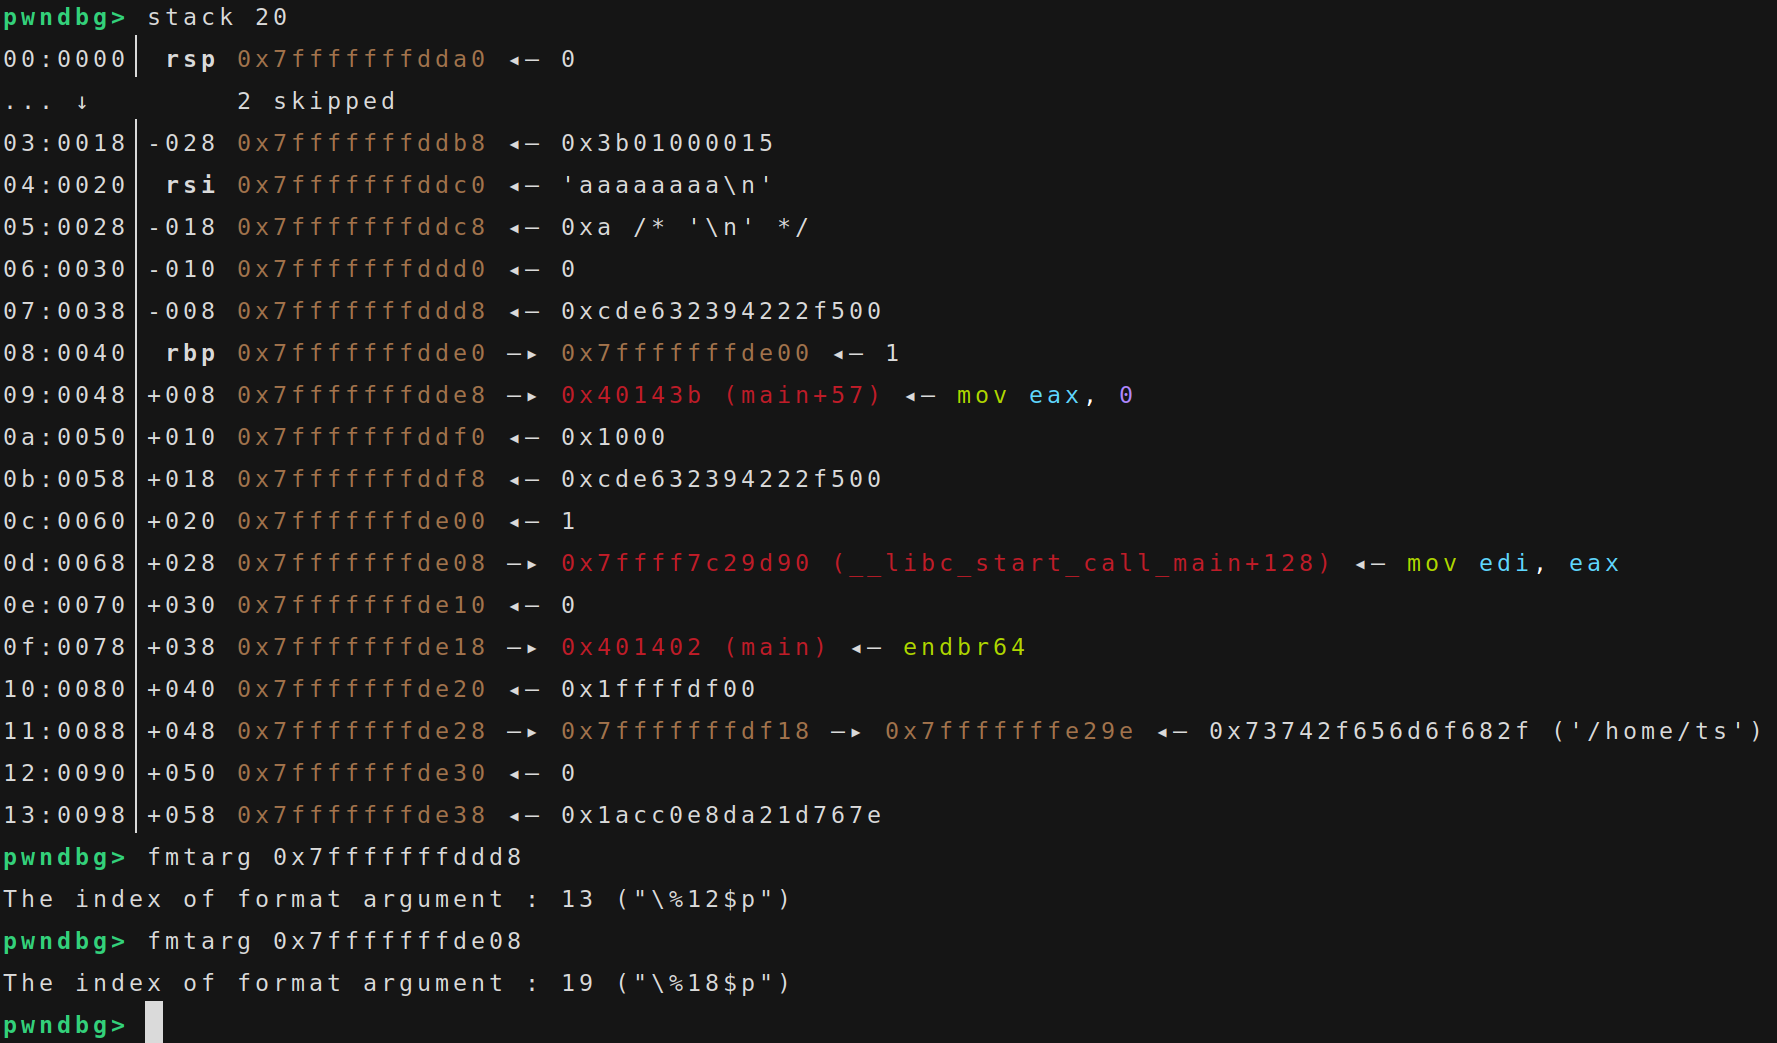 pwndbg> stack 20
00:0000│ rsp 0x7fffffffdda0 ◂— 0
... ↓ 2 skipped
03:0018│-028 0x7fffffffddb8 ◂— 0x3b01000015
04:0020│ rsi 0x7fffffffddc0 ◂— 'aaaaaaaa\n'
05:0028│-018 0x7fffffffddc8 ◂— 0xa /* '\n' */
06:0030│-010 0x7fffffffddd0 ◂— 0
07:0038│-008 0x7fffffffddd8 ◂— 0xcde632394222f500
08:0040│ rbp 0x7fffffffdde0 —▸ 0x7fffffffde00 ◂— 1
09:0048│+008 0x7fffffffdde8 —▸ 0x40143b (main+57) ◂— mov eax, 0
0a:0050│+010 0x7fffffffddf0 ◂— 0x1000
0b:0058│+018 0x7fffffffddf8 ◂— 0xcde632394222f500
0c:0060│+020 0x7fffffffde00 ◂— 1
0d:0068│+028 0x7fffffffde08 —▸ 0x7ffff7c29d90 (__libc_start_call_main+128) ◂— mov edi, eax
0e:0070│+030 0x7fffffffde10 ◂— 0
0f:0078│+038 0x7fffffffde18 —▸ 0x401402 (main) ◂— endbr64
10:0080│+040 0x7fffffffde20 ◂— 0x1ffffdf00
11:0088│+048 0x7fffffffde28 —▸ 0x7fffffffdf18 —▸ 0x7fffffffe29e ◂— 0x73742f656d6f682f ('/home/ts')
12:0090│+050 0x7fffffffde30 ◂— 0
13:0098│+058 0x7fffffffde38 ◂— 0x1acc0e8da21d767e
pwndbg> fmtarg 0x7fffffffddd8
The index of format argument : 13 ("\%12$p")
pwndbg> fmtarg 0x7fffffffde08
The index of format argument : 19 ("\%18$p")
pwndbg>